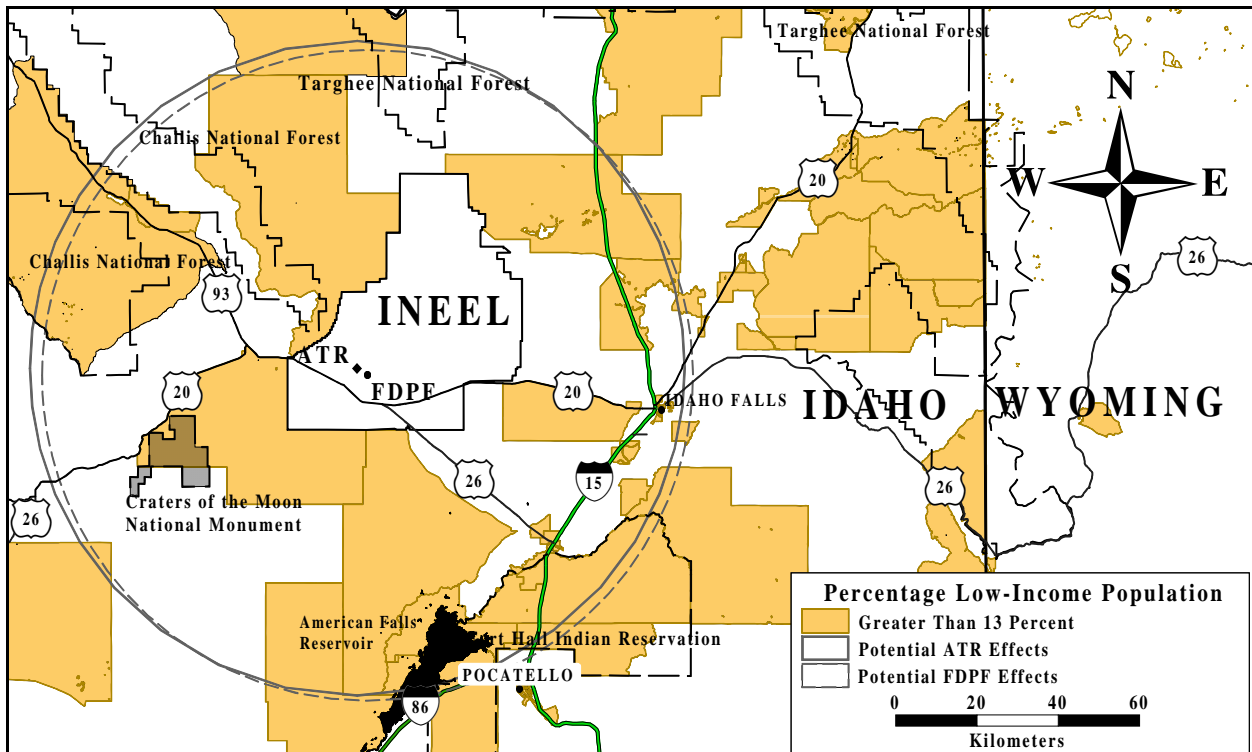 Targhee National Forest
Targhee National Forest
Challis National Forest
N
W
E
S
20
26
Challis National Forest
93
INEEL
ATR
FDPF
20
20
IDAHO FALLS
IDAHO
WYOMING
26
15
26
26
Craters of the Moon
National Monument
American Falls
Reservoir
rt Hall Indian Reservation
POCATELLO
86
Percentage Low-Income Population
Greater Than 13 Percent
Potential ATR Effects
Potential FDPF Effects
0 20 40 60
Kilometers